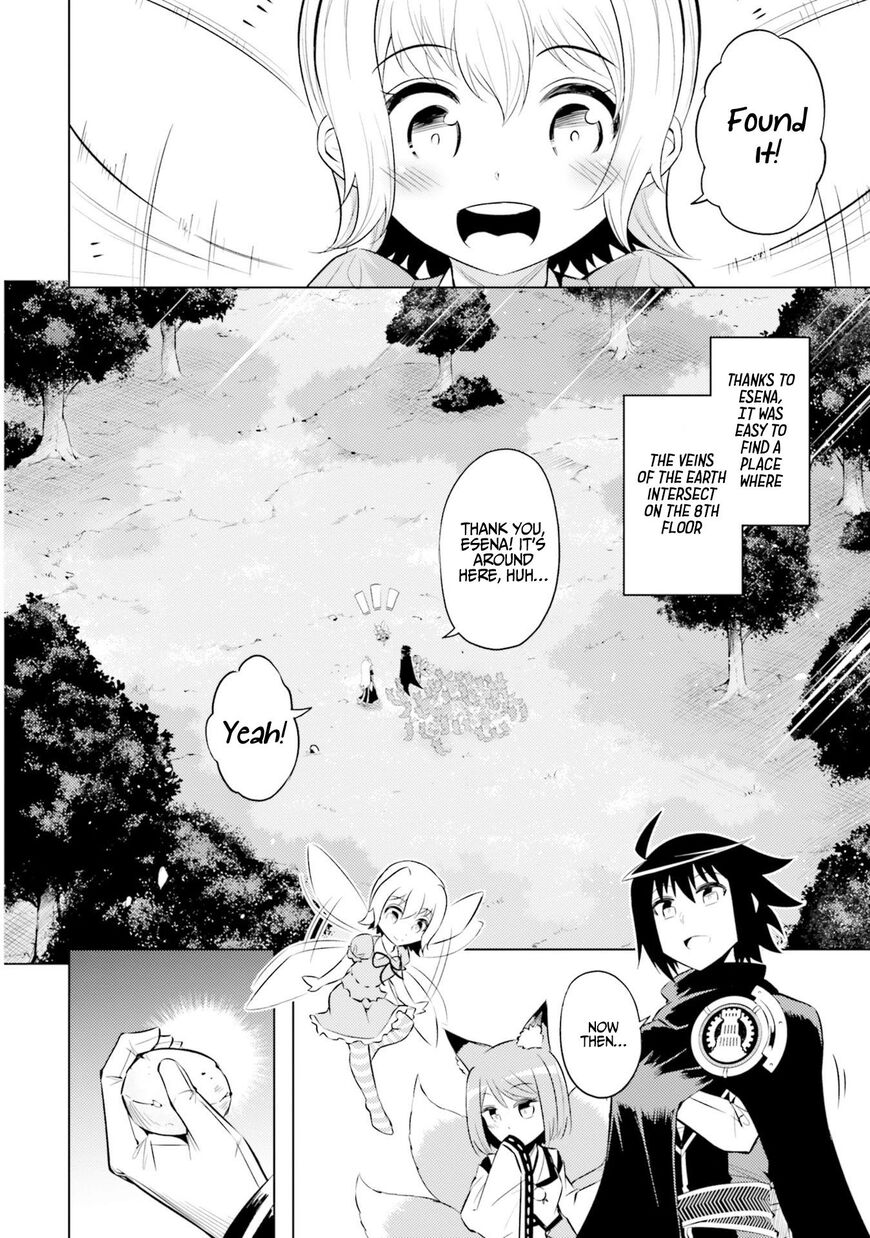 Found
it!
THANKS TO
ESENA,
IT WAS
EASY TO
FIND A
PLACE
WHERE
THE VEINS
OF THE EARTH
INTERSECT
ON THE 8TH
FLOOR
THANK YOU,
ESENA! IT'S
AROUND
HERE, HUH...
Yeah!
NOW
THEN...